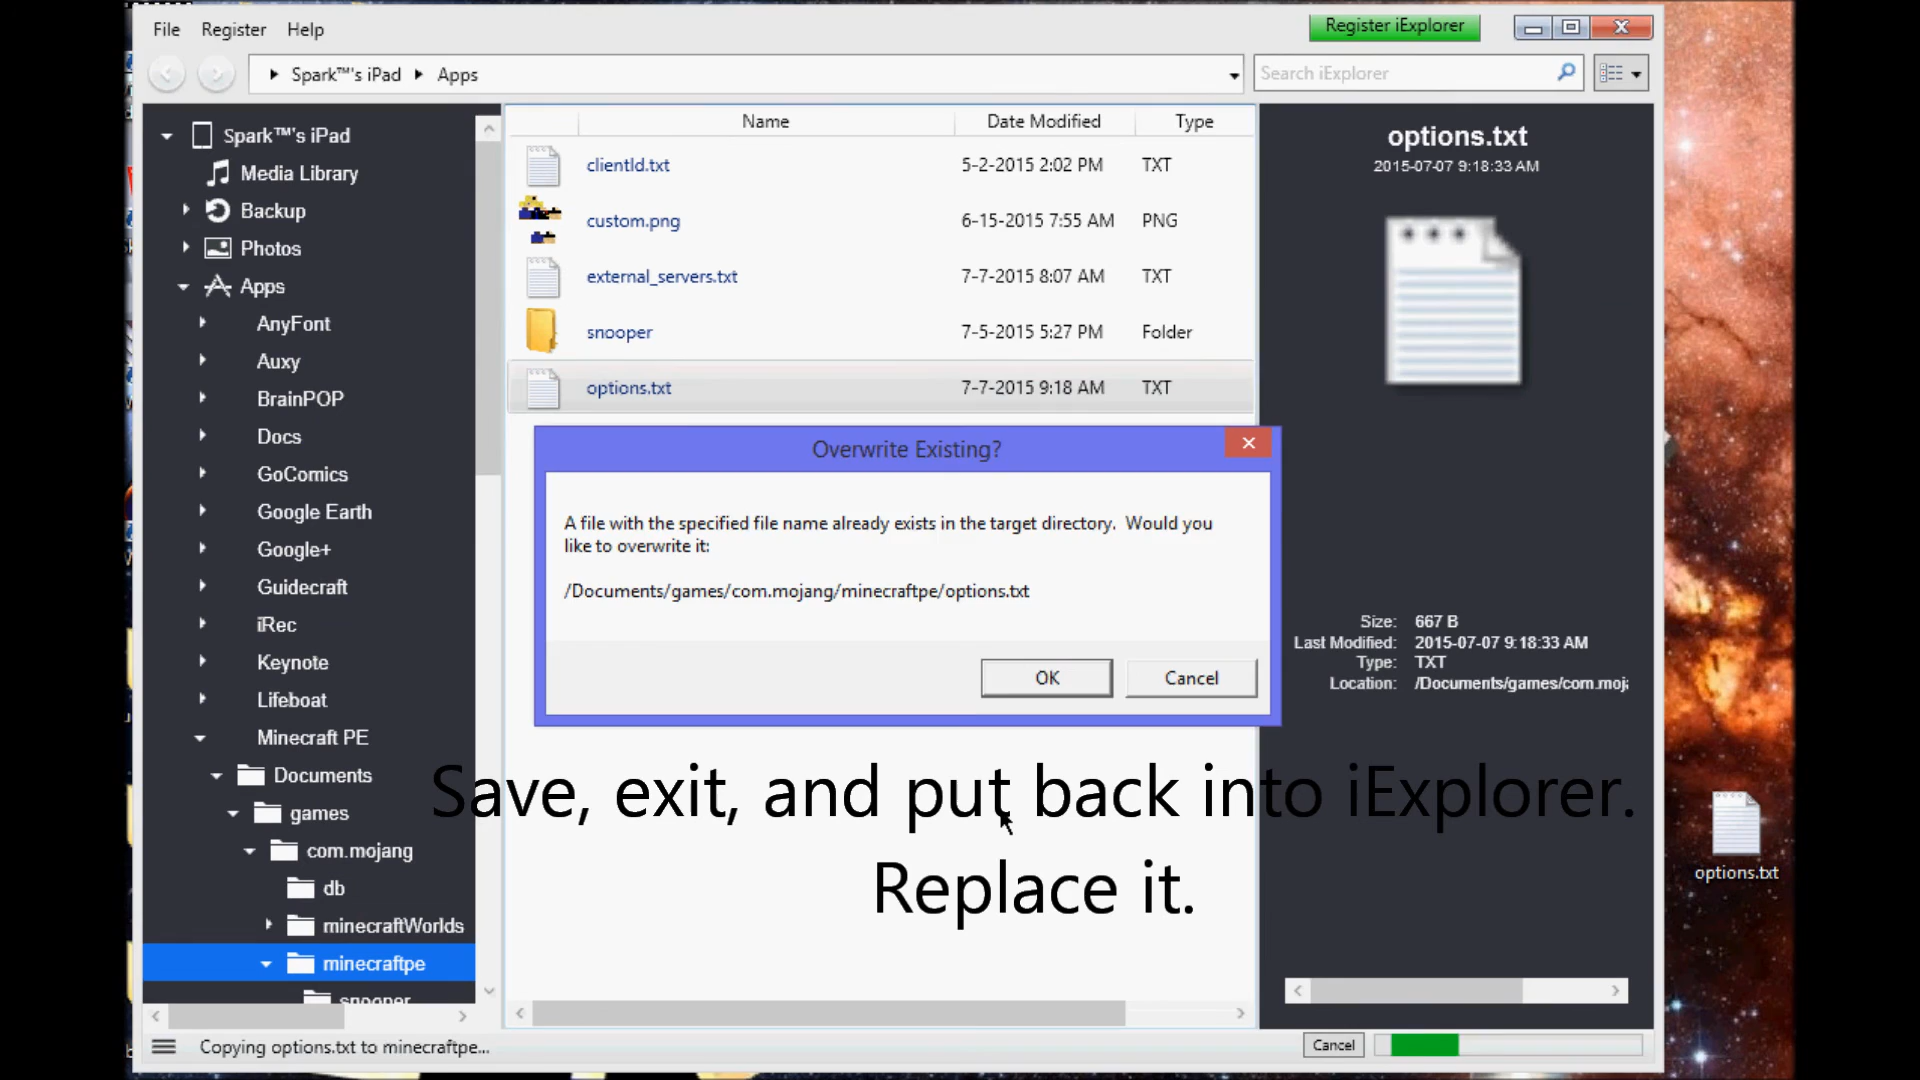 File Register Help
Register iExplorer
Spark™'s iPad Apps
Search iExplorer
Spark™'s iPad
Media Library
Backup
Photos
Apps
AnyFont
Auxy
BrainPOP
Docs
GoComics
Google Earth
Google+
Guidecraft
iRec
Keynote
Lifeboat
Minecraft PE
Documents
games
com.mojang
db
minecraftWorlds
minecraftpe
snooper
Name Date Modified Type
clientId.txt 5-2-2015 2:02 PM TXT
custom.png 6-15-2015 7:55 AM PNG
external_servers.txt 7-7-2015 8:07 AM TXT
snooper 7-5-2015 5:27 PM Folder
options.txt 7-7-2015 9:18 AM TXT
Overwrite Existing?
A file with the specified file name already exists in the target directory. Would you
like to overwrite it:
/Documents/games/com.mojang/minecraftpe/options.txt
OK Cancel
Save, exit, and put back into iExplorer.
Replace it.
options.txt
2015-07-07 9:18:33 AM
Size: 667 B
Last Modified: 2015-07-07 9:18:33 AM
Type: TXT
Location: /Documents/games/com.moj
options.txt
Copying options.txt to minecraftpe...
Cancel